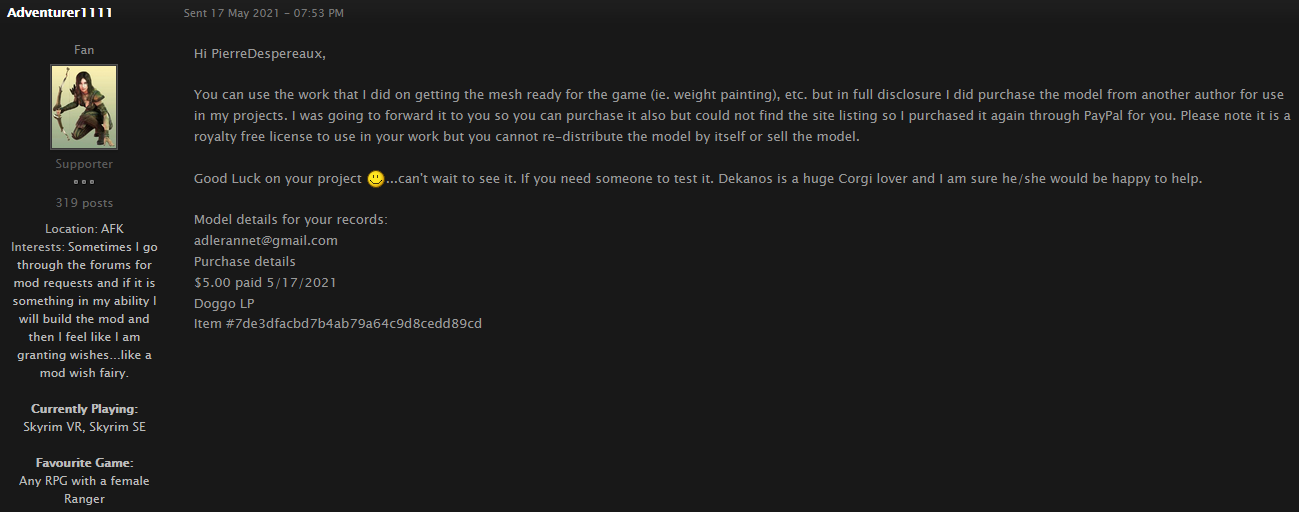 Adventurer1111
Sent 17 May 2021 - 07:53 PM
Fan
Supporter
319 posts
Location: AFK
Interests: Sometimes I go
through the forums for
mod requests and if it is
something in my ability I
will build the mod and
then I feel like I am
granting wishes...like a
mod wish fairy.
Currently Playing:
Skyrim VR, Skyrim SE
Favourite Game:
Any RPG with a female
Ranger
Hi PierreDespereaux,
You can use the work that I did on getting the mesh ready for the game (ie. weight painting), etc. but in full disclosure I did purchase the model from another author for use
in my projects. I was going to forward it to you so you can purchase it also but could not find the site listing so I purchased it again through PayPal for you. Please note it is a
royalty free license to use in your work but you cannot re-distribute the model by itself or sell the model.
Good Luck on your project ...can't wait to see it. If you need someone to test it. Dekanos is a huge Corgi lover and I am sure he/she would be happy to help.
Model details for your records:
adlerannet@gmail.com
Purchase details
$5.00 paid 5/17/2021
Doggo LP
Item #7de3dfacbd7b4ab79a64c9d8cedd89cd